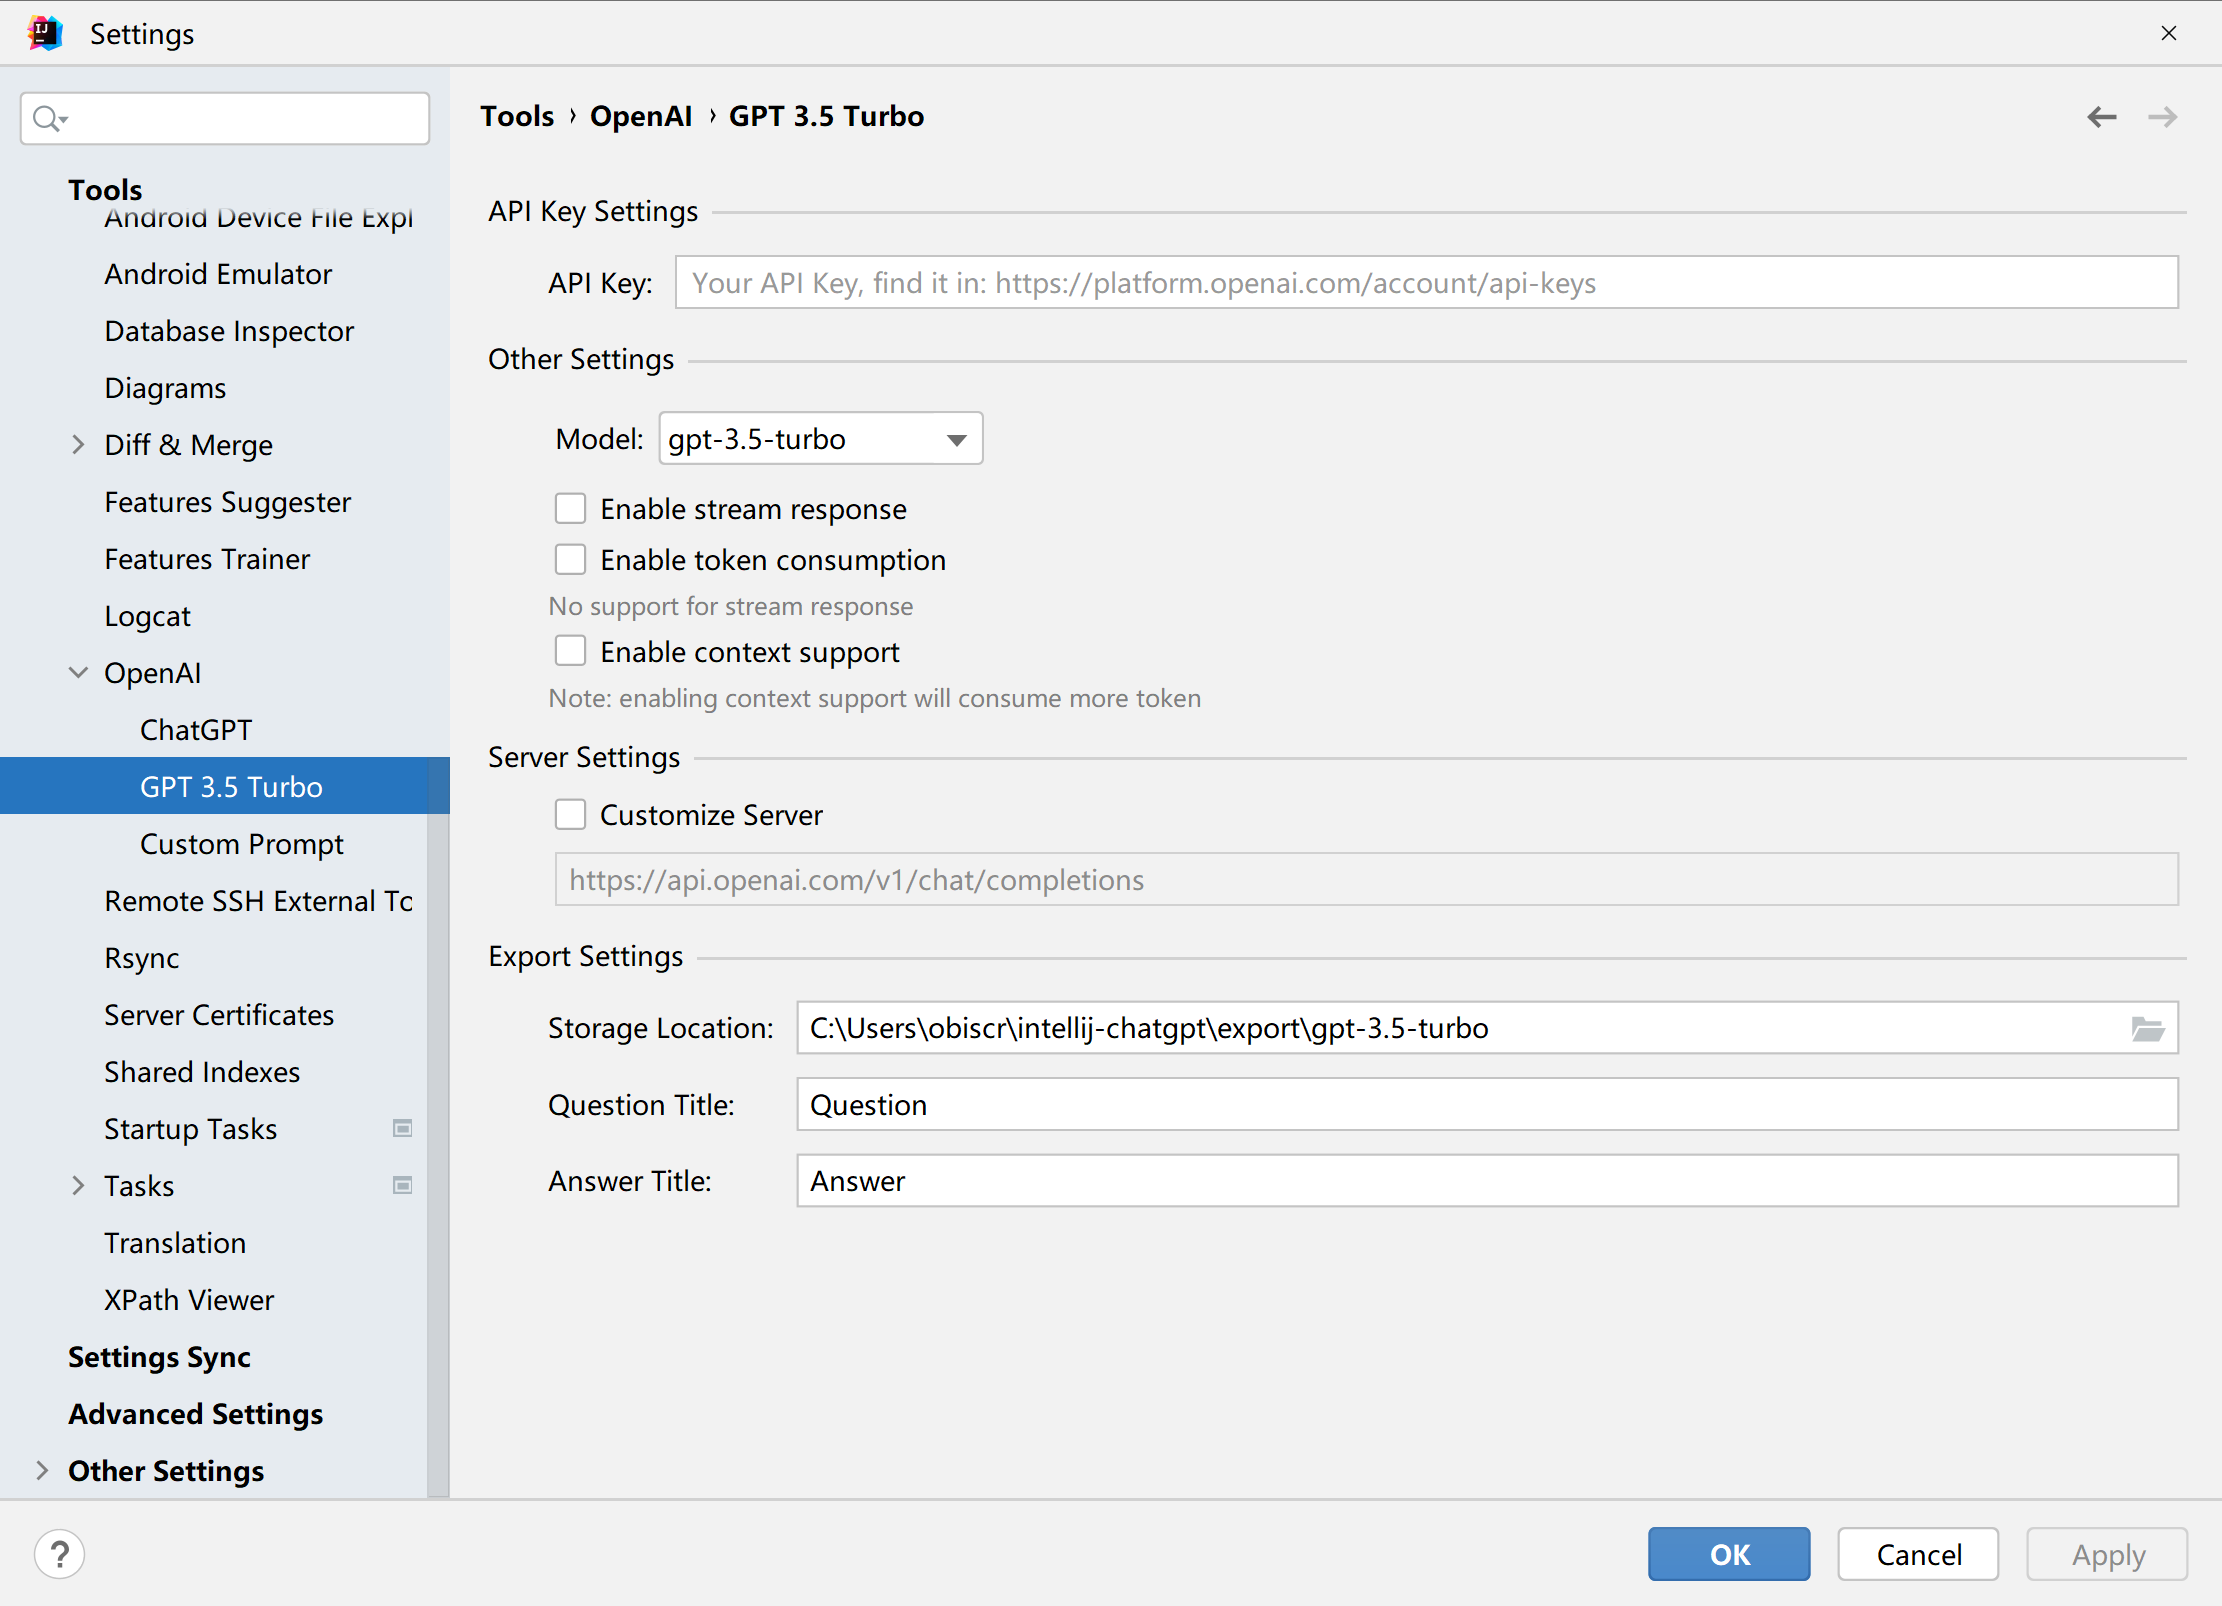 Settings
Tools
Android Device File Expl
Android Emulator
Database Inspector
Diagrams
Diff & Merge
Features Suggester
Features Trainer
Logcat
OpenAI
ChatGPT
GPT 3.5 Turbo
Custom Prompt
Remote SSH External To
Rsync
Server Certificates
Shared Indexes
Startup Tasks
Tasks
Translation
XPath Viewer
Settings Sync
Advanced Settings
Other Settings
Tools › OpenAI › GPT 3.5 Turbo
API Key Settings
API Key: Your API Key, find it in: https://platform.openai.com/account/api-keys
Other Settings
Model: gpt-3.5-turbo
Enable stream response
Enable token consumption
No support for stream response
Enable context support
Note: enabling context support will consume more token
Server Settings
Customize Server
https://api.openai.com/v1/chat/completions
Export Settings
Storage Location: C:\Users\obiscr\intellij-chatgpt\export\gpt-3.5-turbo
Question Title: Question
Answer Title: Answer
? OK Cancel Apply